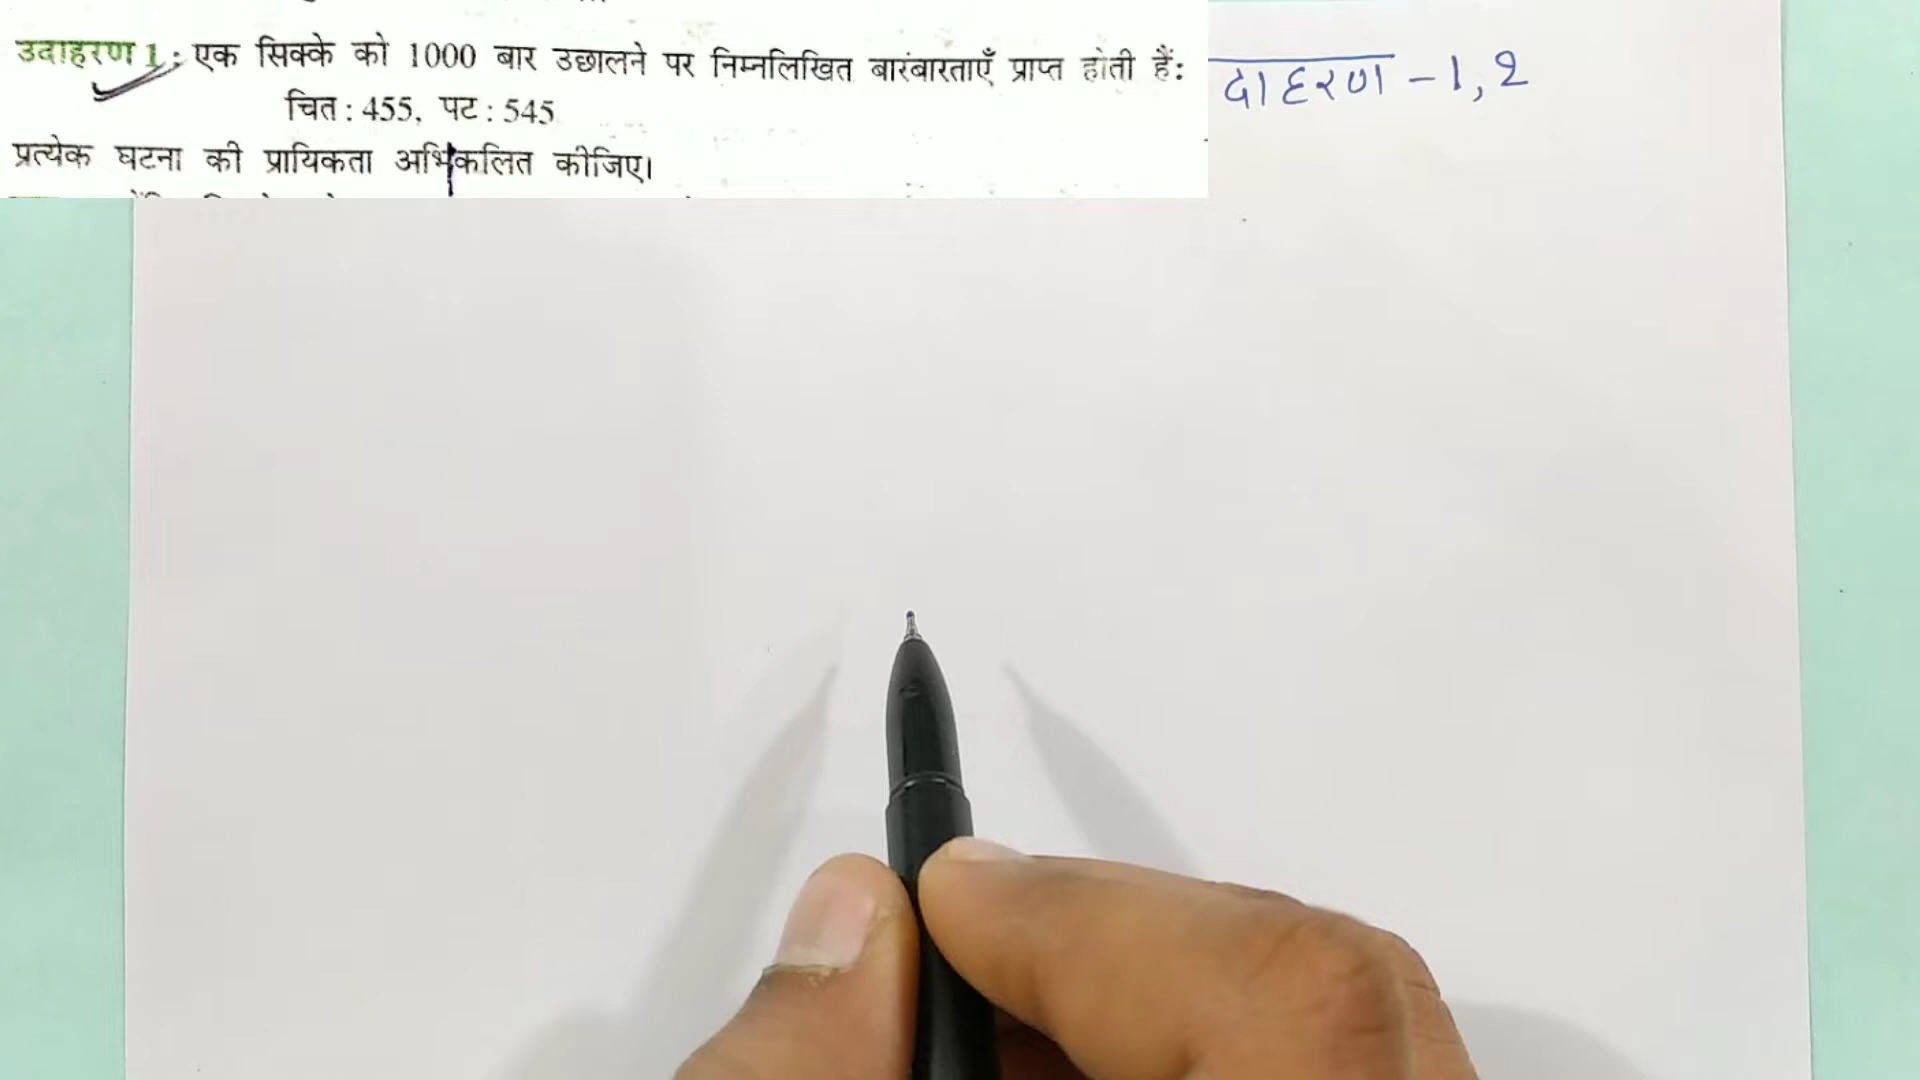 उदाहरण 1 : एक सिक्के को 1000 बार उछालने पर निम्नलिखित बारंबारताएँ प्राप्त होती हैं:
चित : 455, पट : 545
प्रत्येक घटना की प्रायिकता अभिकलित कीजिए।
दाहरण - 1, 2